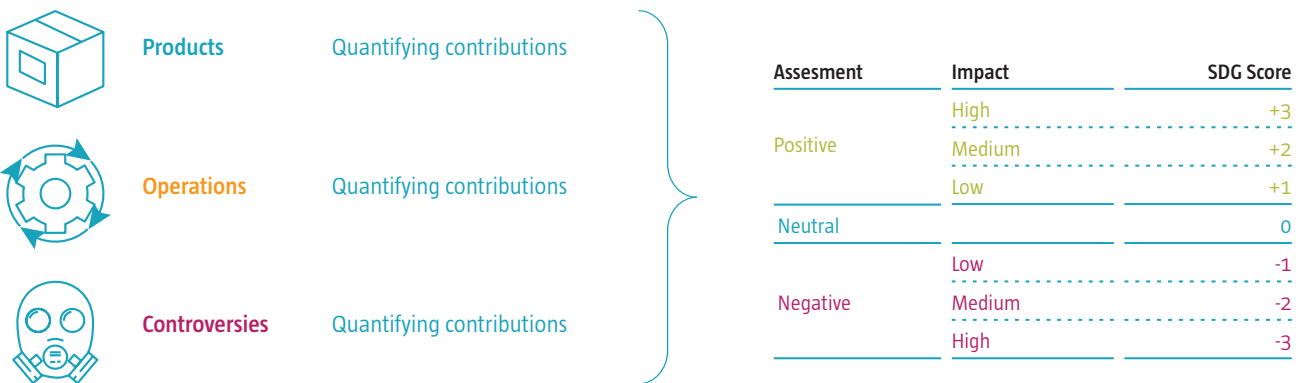 Products Quantifying contributions
Operations Quantifying contributions
Controversies Quantifying contributions
Assesment Impact SDG Score
High +3
Positive Medium +2
Low +1
Neutral 0
Low -1
Negative Medium -2
High -3